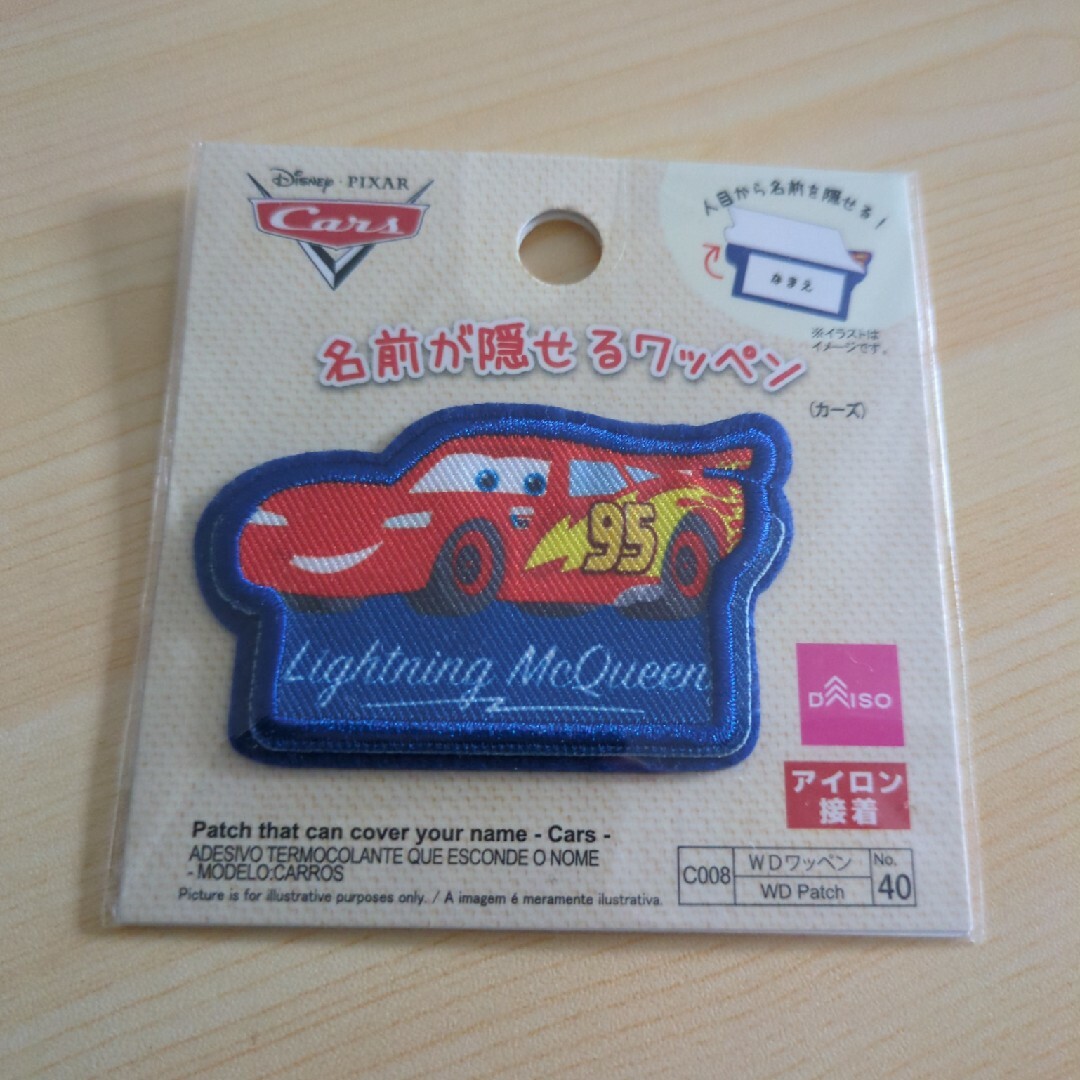 Disney · PIXAR
Cars
人目から名前を隠せる！
なまえ
※イラストは
イメージです。
名前が隠せるワッペン
（カーズ）
95
Lightning McQueen
DAISO
アイロン
接着
Patch that can cover your name - Cars -
ADESIVO TERMOCOLANTE QUE ESCONDE O NOME
- MODELO:CARROS
Picture is for illustrative purposes only. / A imagem é meramente ilustrativa.
C008
WDワッペン
WD Patch
No.
40